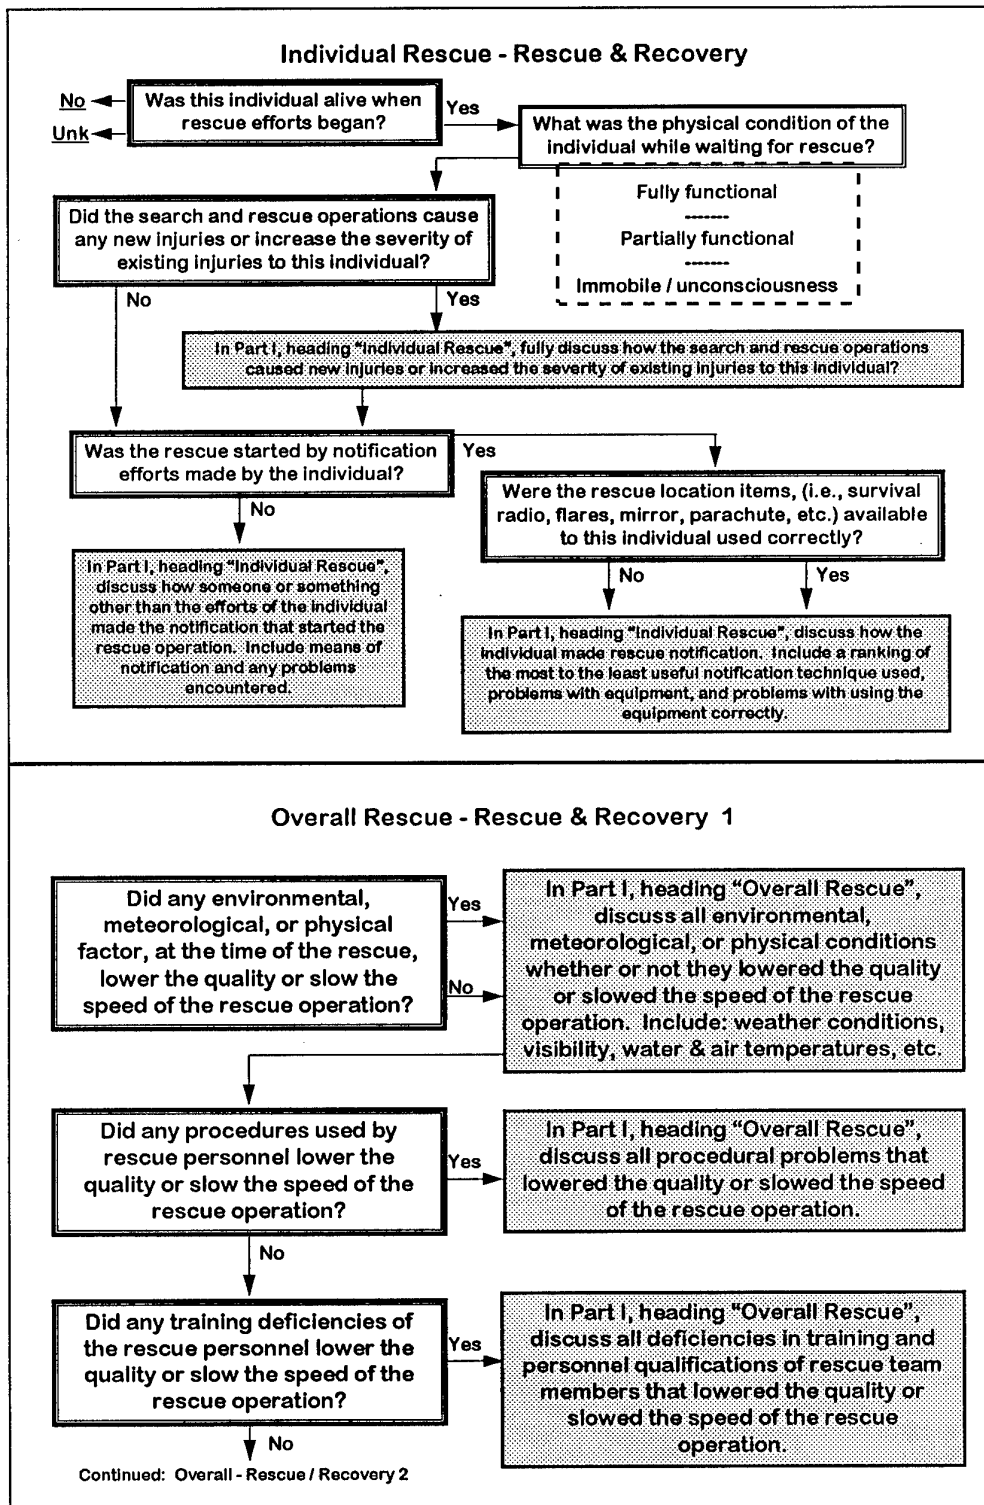 Individual Rescue - Rescue & Recovery
No
Unk
Was this individual alive when
rescue efforts began?
Yes
What was the physical condition of the
individual while waiting for rescue?
Fully functional
-------
Partially functional
-------
Immobile / unconsciousness
Did the search and rescue operations cause
any new injuries or increase the severity of
existing injuries to this individual?
No
Yes
In Part I, heading "Individual Rescue", fully discuss how the search and rescue operations
caused new injuries or increased the severity of existing injuries to this individual?
Was the rescue started by notification
efforts made by the individual?
Yes
No
Were the rescue location items, (i.e., survival
radio, flares, mirror, parachute, etc.) available
to this individual used correctly?
No
Yes
In Part I, heading "Individual Rescue",
discuss how someone or something
other than the efforts of the individual
made the notification that started the
rescue operation. Include means of
notification and any problems
encountered.
In Part I, heading "Individual Rescue", discuss how the
individual made rescue notification. Include a ranking of
the most to the least useful notification technique used,
problems with equipment, and problems with using the
equipment correctly.
Overall Rescue - Rescue & Recovery 1
Did any environmental,
meteorological, or physical
factor, at the time of the rescue,
lower the quality or slow the
speed of the rescue operation?
Yes
No
In Part I, heading "Overall Rescue",
discuss all environmental,
meteorological, or physical conditions
whether or not they lowered the quality
or slowed the speed of the rescue
operation. Include: weather conditions,
visibility, water & air temperatures, etc.
Did any procedures used by
rescue personnel lower the
quality or slow the speed of the
rescue operation?
Yes
No
In Part I, heading "Overall Rescue",
discuss all procedural problems that
lowered the quality or slowed the speed
of the rescue operation.
Did any training deficiencies of
the rescue personnel lower the
quality or slow the speed of the
rescue operation?
Yes
No
In Part I, heading "Overall Rescue",
discuss all deficiencies in training and
personnel qualifications of rescue team
members that lowered the quality or
slowed the speed of the rescue
operation.
Continued: Overall - Rescue / Recovery 2